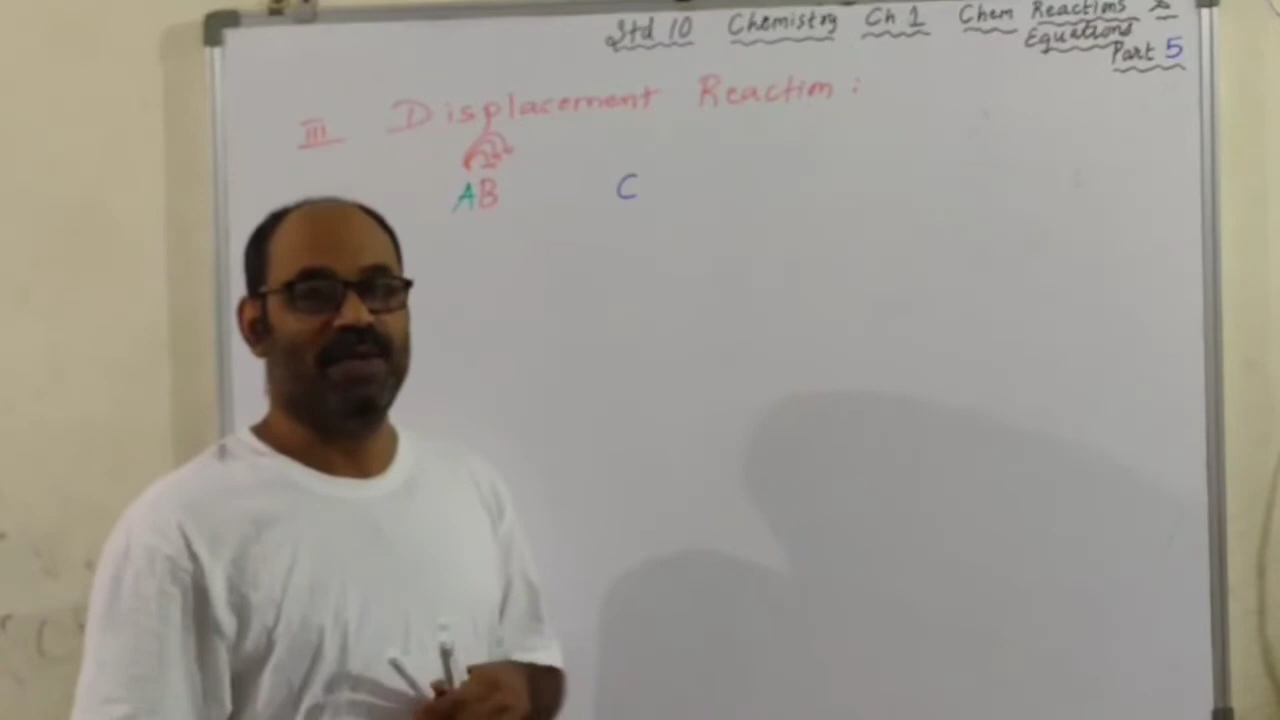 Std 10 Chemistry Ch 1 Chem Reactions &
Equations
Part 5
III Displacement Reaction :
AB C